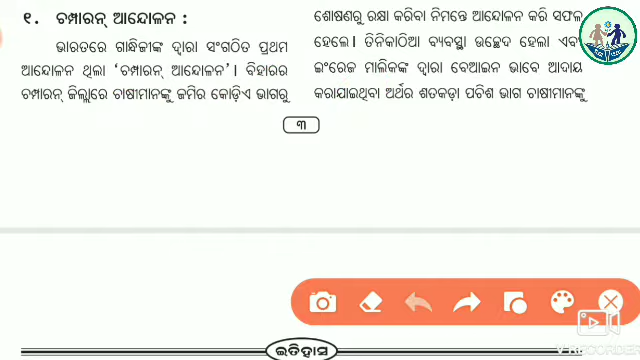 ୧. ଚମ୍ପାରନ୍ ଆନ୍ଦୋଳନ :
ଭାରତରେ ଗାନ୍ଧିଜୀଙ୍କ ଦ୍ୱାରା ସଂଗଠିତ ପ୍ରଥମ
ଆନ୍ଦୋଳନ ଥିଲା ‘ଚମ୍ପାରନ୍ ଆନ୍ଦୋଳନ’। ବିହାରର
ଚମ୍ପାରନ୍ ଜିଲ୍ଲାରେ ଚାଷୀମାନଙ୍କୁ ଜମିର କୋଡ଼ିଏ ଭାଗରୁ
ଶୋଷଣରୁ ରକ୍ଷା କରିବା ନିମନ୍ତେ ଆନ୍ଦୋଳନ କରି ସଫଳ
ହେଲେ। ତିନିକାଠିଆ ବ୍ୟବସ୍ଥା ଉଚ୍ଛେଦ ହେଲା ଏବଂ
ଇଂରେଜ ମାଲିକଙ୍କ ଦ୍ୱାରା ବେଆଇନ ଭାବେ ଆଦାୟ
କରାଯାଇଥିବା ଅର୍ଥର ଶତକଡ଼ା ପଚିଶ ଭାଗ ଚାଷୀମାନଙ୍କୁ
୩
ଇତିହାସ
V RECORDER